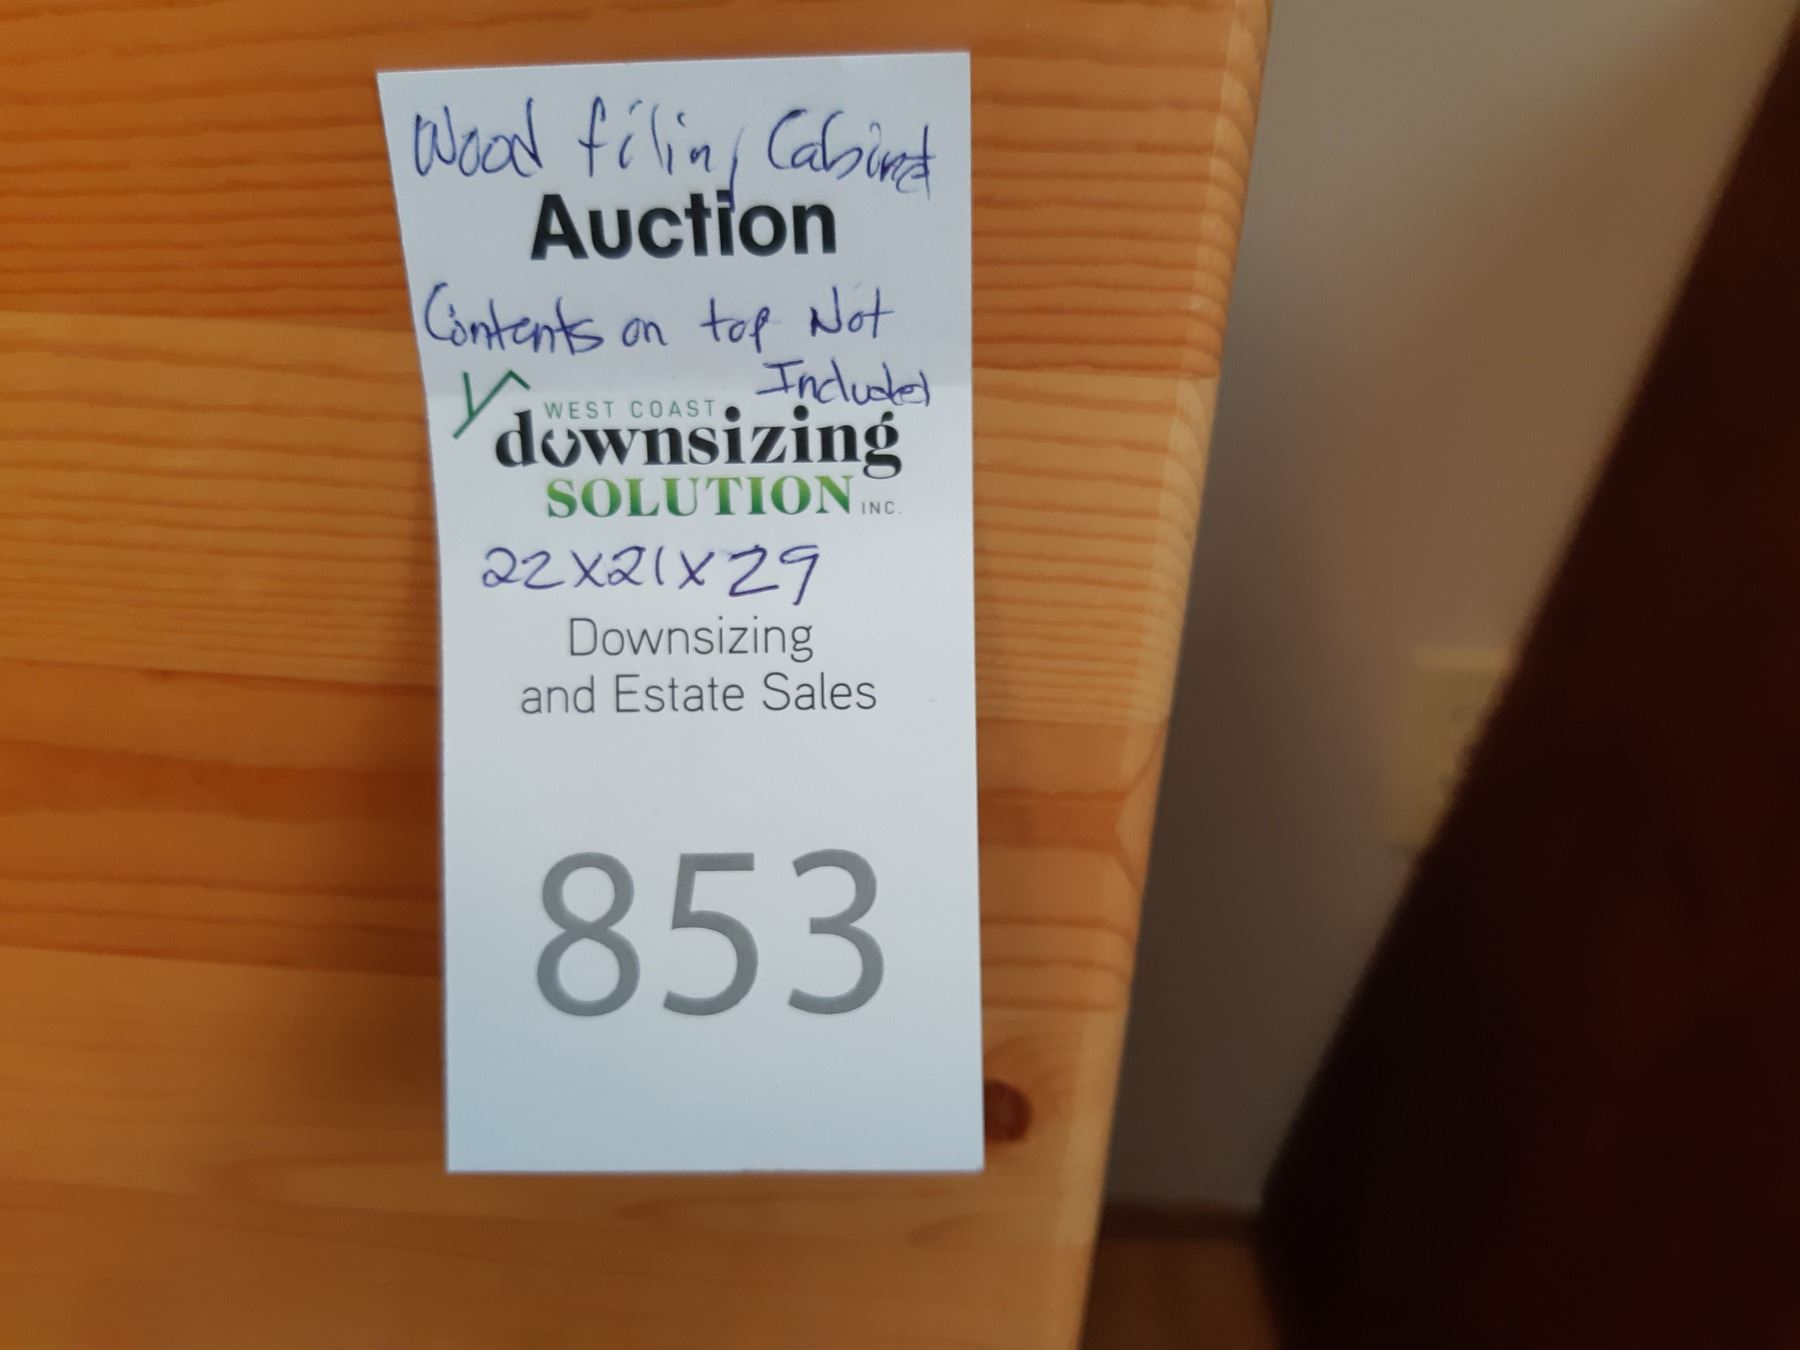 Wood filing Cabinet
Auction
Contents on top Not
Included
WEST COAST
downsizing
SOLUTION INC.
22x21x29
Downsizing
and Estate Sales
853